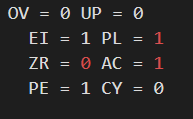 OV = 0 UP = 0
EI = 1 PL = 1
ZR = 0 AC = 1
PE = 1 CY = 0